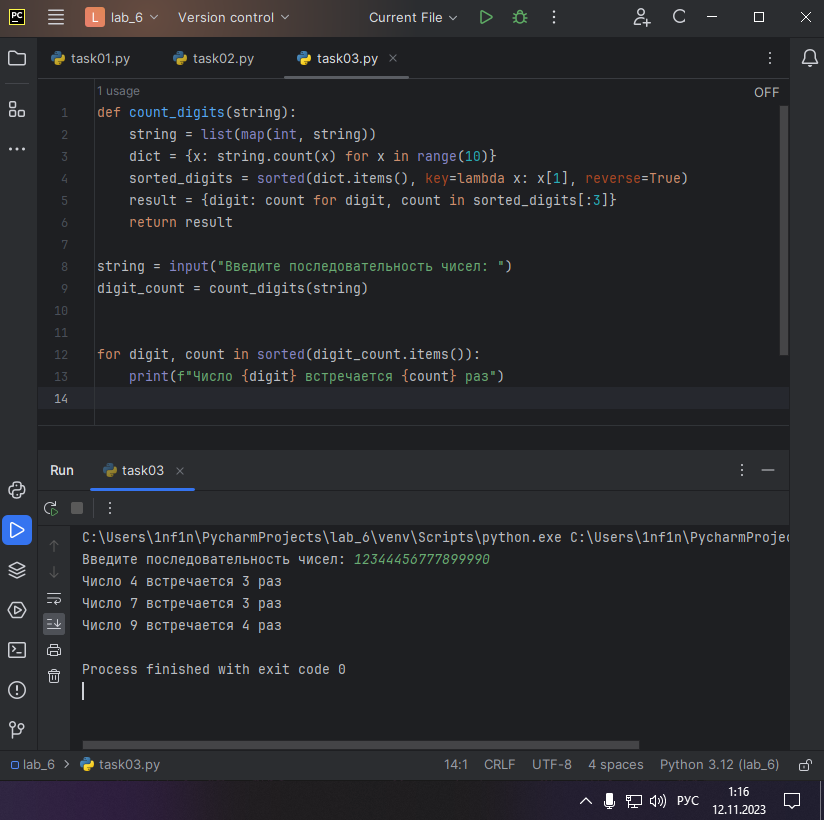 PC L lab_6 Version control Current File
task01.py task02.py task03.py
1 usage
OFF
1 def count_digits(string):
2 string = list(map(int, string))
3 dict = {x: string.count(x) for x in range(10)}
4 sorted_digits = sorted(dict.items(), key=lambda x: x[1], reverse=True)
5 result = {digit: count for digit, count in sorted_digits[:3]}
6 return result
7
8 string = input("Введите последовательность чисел: ")
9 digit_count = count_digits(string)
10
11
12 for digit, count in sorted(digit_count.items()):
13 print(f"Число {digit} встречается {count} раз")
14
Run task03
C:\Users\1nf1n\PycharmProjects\lab_6\venv\Scripts\python.exe C:\Users\1nf1n\PycharmProjec
Введите последовательность чисел: 12344456777899990
Число 4 встречается 3 раз
Число 7 встречается 3 раз
Число 9 встречается 4 раз
Process finished with exit code 0
lab_6 > task03.py 14:1 CRLF UTF-8 4 spaces Python 3.12 (lab_6)
РУС
1:16
12.11.2023